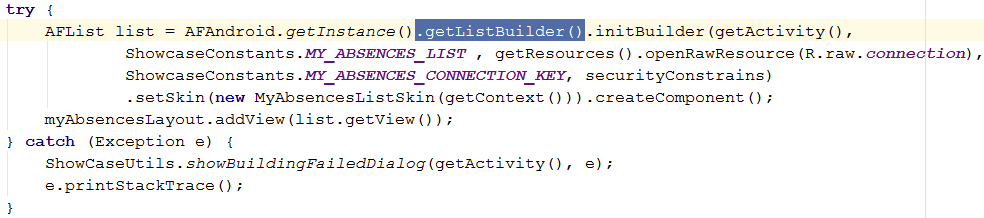 try {
AFList list = AFAndroid.getInstance().getListBuilder().initBuilder(getActivity(),
ShowcaseConstants.MY_ABSENCES_LIST , getResources().openRawResource(R.raw.connection),
ShowcaseConstants.MY_ABSENCES_CONNECTION_KEY, securityConstrains)
.setSkin(new MyAbsencesListSkin(getContext())).createComponent();
myAbsencesLayout.addView(list.getView());
} catch (Exception e) {
ShowCaseUtils.showBuildingFailedDialog(getActivity(), e);
e.printStackTrace();
}